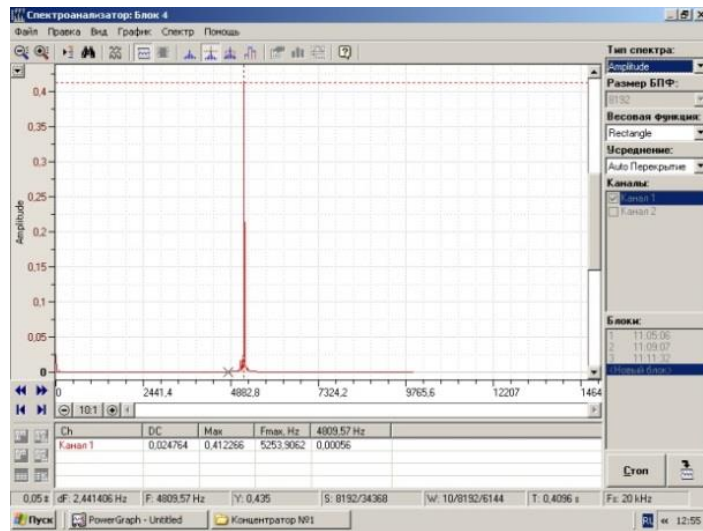 Спектроанализатор: Блок 4
Файл Правка Вид График Спектр Помощь
Тип спектра:
Amplitude
Размер БПФ:
8192
Весовая функция:
Rectangle
Усреднение:
Auto Перекрытие
Каналы:
Канал 1
Канал 2
Amplitude
0,4
0,35
0,3
0,25
0,2
0,15
0,1
0,05
0
0 2441,4 4882,8 7324,2 9765,6 12207 1464
10:1
Блоки:
1 11:05:06
2 11:09:07
3 11:11:32
<Новый блок>
Ch DC Max Fmax, Hz 4809,57 Hz
Канал 1 0,024764 0,412266 5253,9062 0,00056
Стоп
0,05 s dF: 2,441406 Hz F: 4809,57 Hz Y: 0,435 S: 8192/34368 W: 10/8192/6144 T: 0,4096 s Fs: 20 kHz
Пуск PowerGraph - Untitled Концентратор №1 RU « 12:55